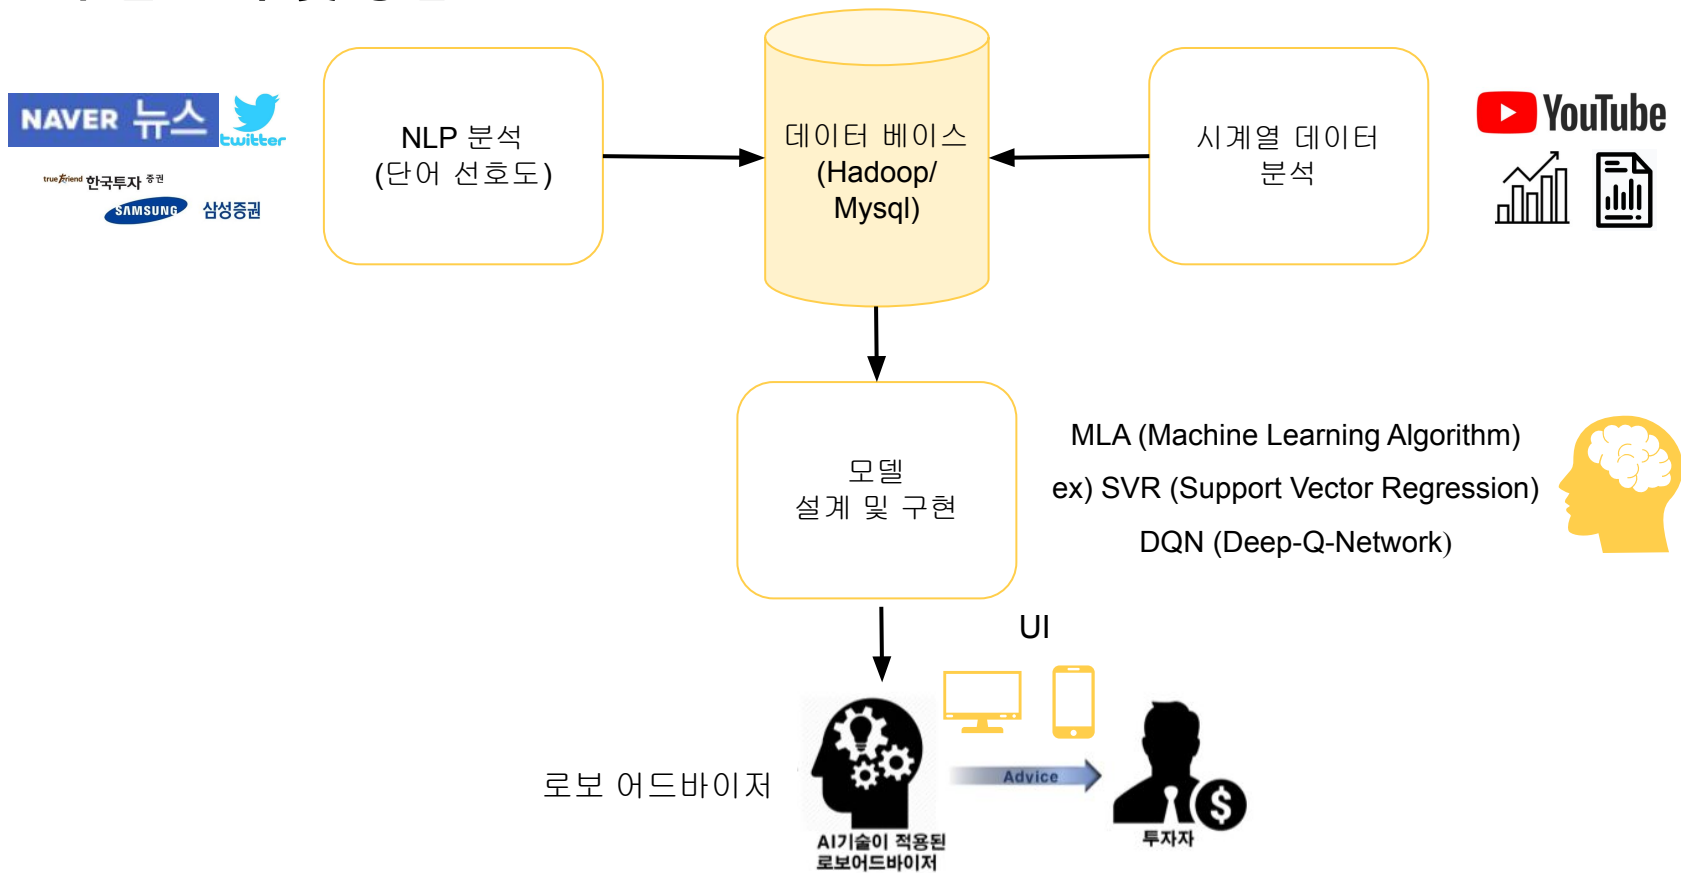 NAVER 뉴스
twitter
true friend 한국투자 증권
SAMSUNG 삼성증권
NLP 분석
(단어 선호도)
데이터 베이스
(Hadoop/
Mysql)
시계열 데이터
분석
YouTube
모델
설계 및 구현
MLA (Machine Learning Algorithm)
ex) SVR (Support Vector Regression)
DQN (Deep-Q-Network)
UI
로보 어드바이저
Advice
AI기술이 적용된
로보어드바이저
투자자